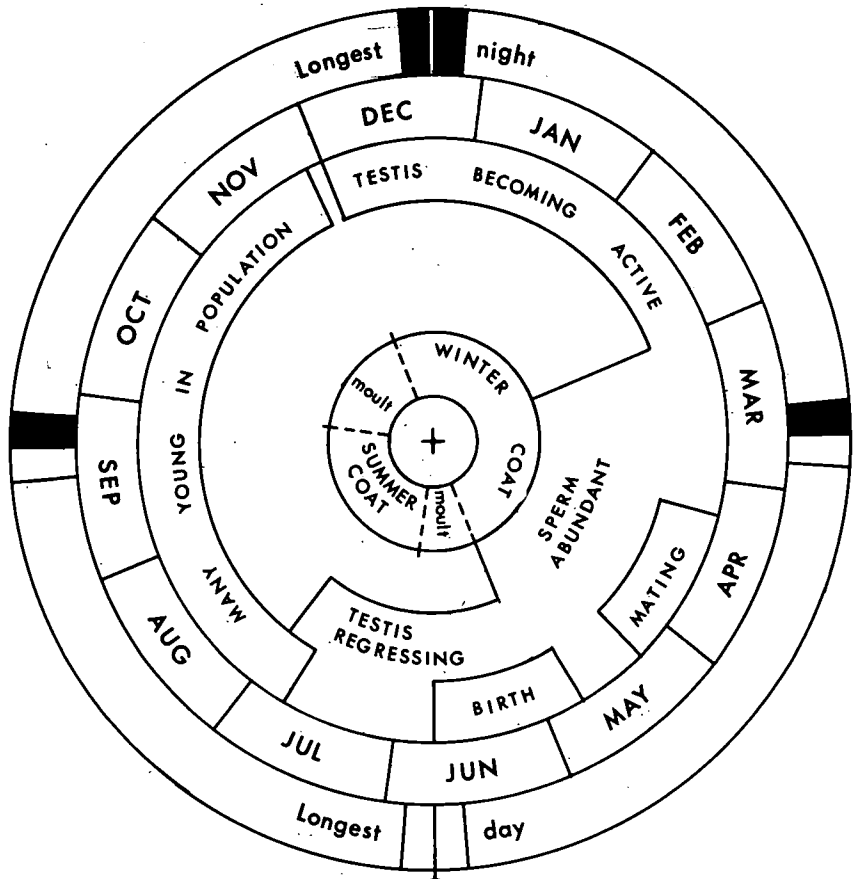 Longest night
DEC
JAN
FEB
MAR
APR
MAY
JUN
JUL
AUG
SEP
OCT
NOV
TESTIS BECOMING ACTIVE
SPERM
ABUNDANT
MATING
BIRTH
TESTIS
REGRESSING
MANY YOUNG IN POPULATION
WINTER COAT
moult
SUMMER
COAT
moult
Longest day